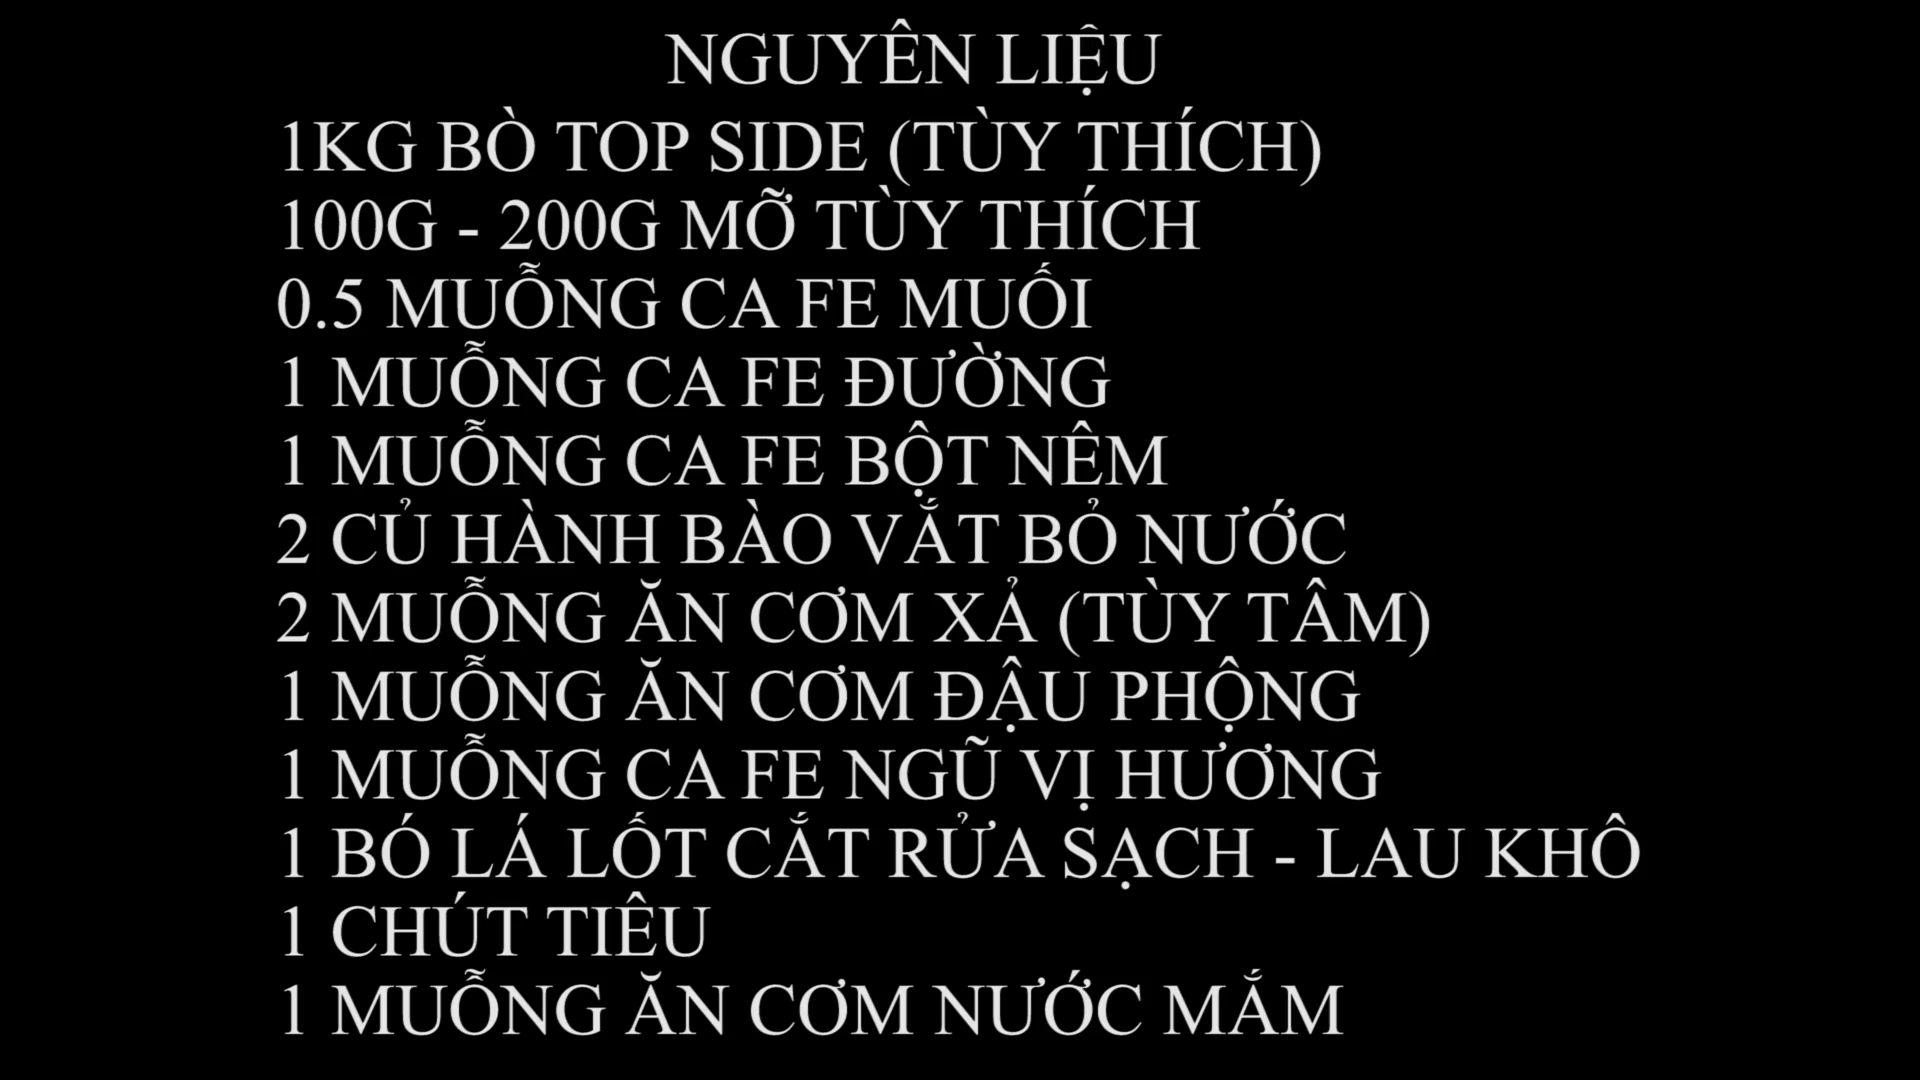 NGUYÊN LIỆU
1KG BÒ TOP SIDE (TÙY THÍCH)
100G - 200G MỠ TÙY THÍCH
0.5 MUỖNG CA FE MUỐI
1 MUỖNG CA FE ĐƯỜNG
1 MUỖNG CA FE BỘT NÊM
2 CỦ HÀNH BÀO VẮT BỎ NƯỚC
2 MUỖNG ĂN CƠM XẢ (TÙY TÂM)
1 MUỖNG ĂN CƠM ĐẬU PHỘNG
1 MUỖNG CA FE NGŨ VỊ HƯƠNG
1 BÓ LÁ LỐT CẮT RỬA SẠCH - LAU KHÔ
1 CHÚT TIÊU
1 MUỖNG ĂN CƠM NƯỚC MẮM